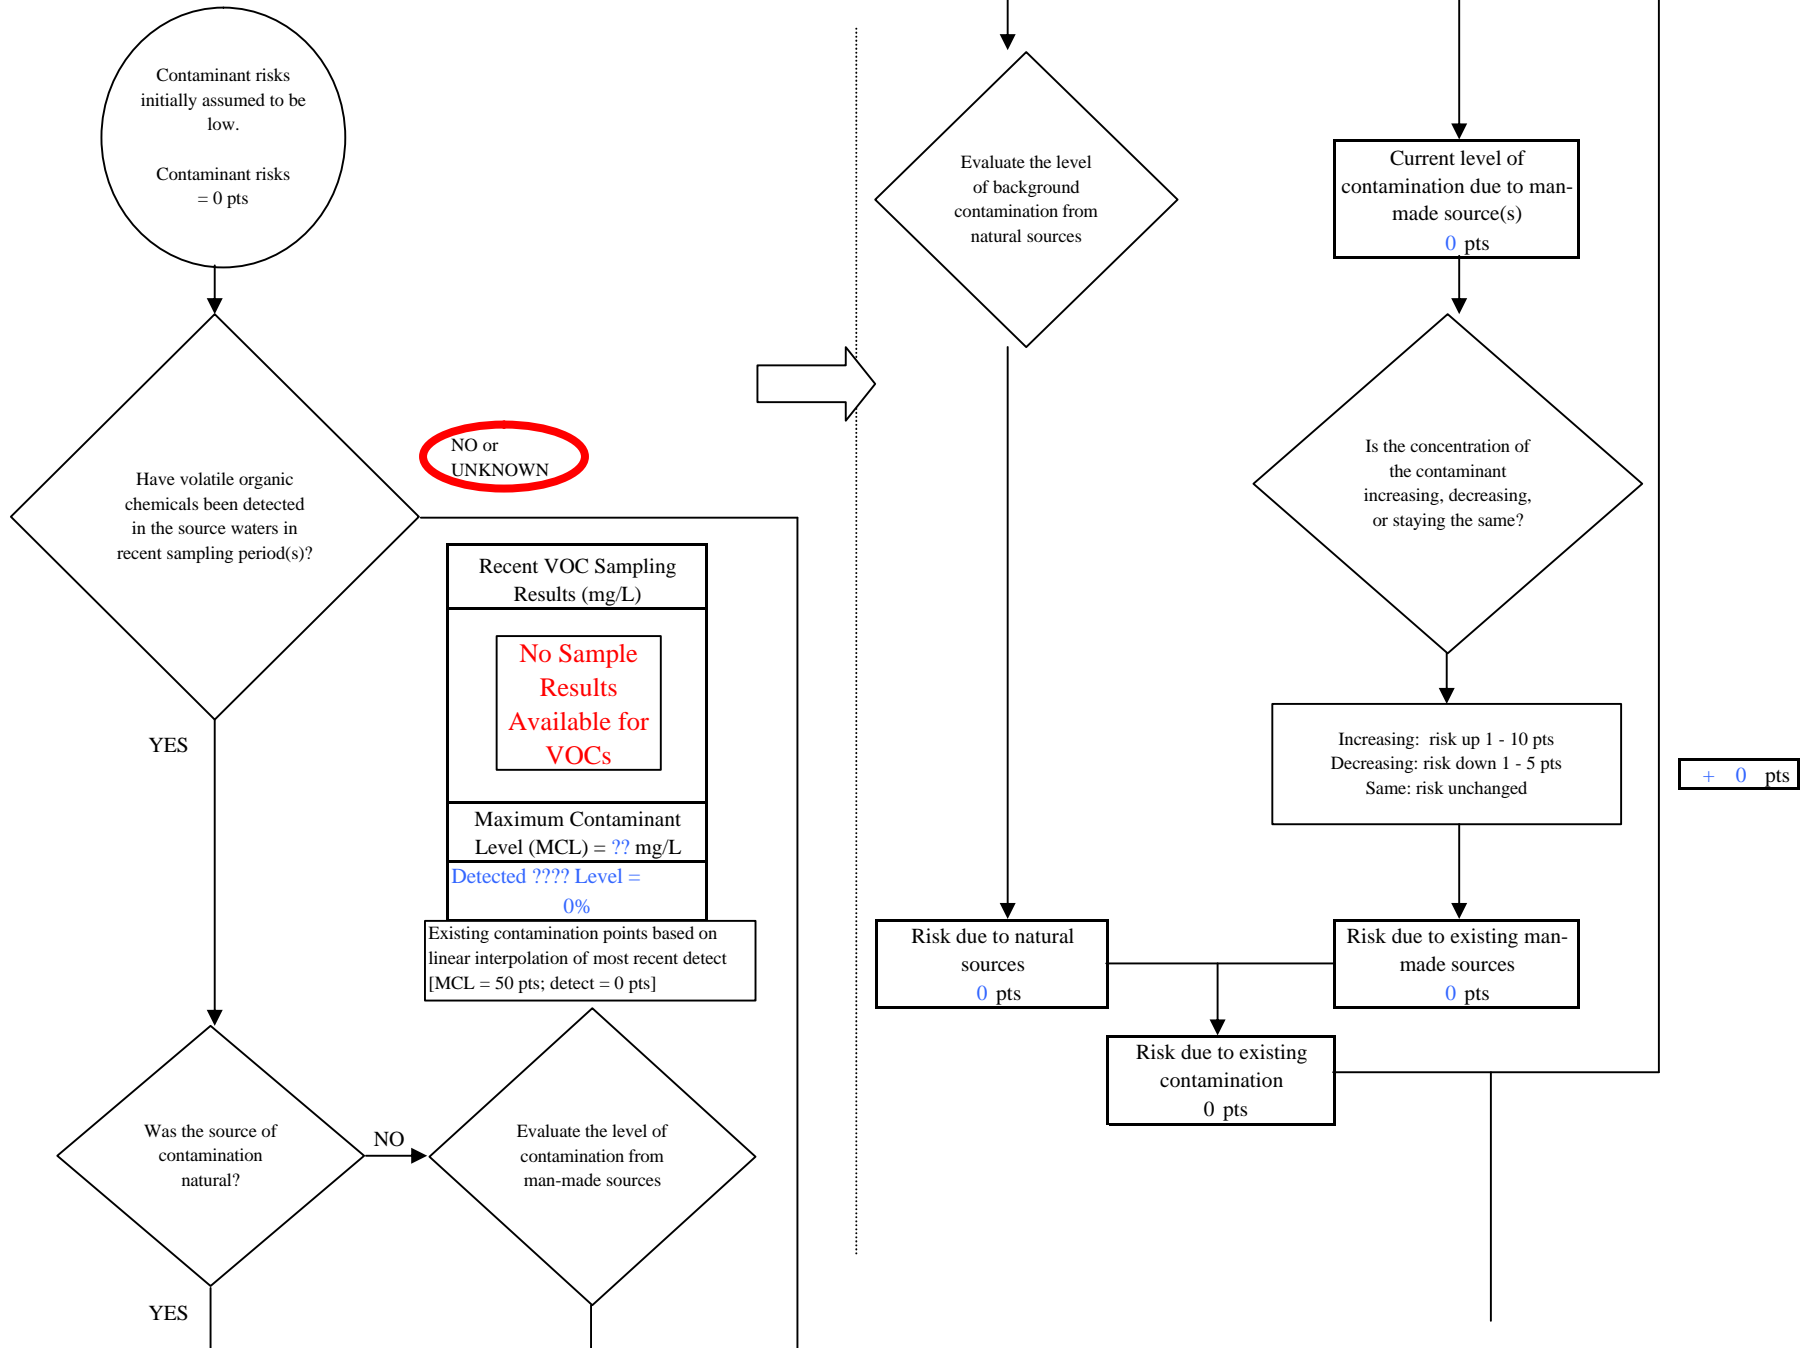 Contaminant risks
initially assumed to be
low.
Contaminant risks
= 0 pts
Have volatile organic
chemicals been detected
in the source waters in
recent sampling period(s)?
NO or
UNKNOWN
Recent VOC Sampling
Results (mg/L)
No Sample
Results
Available for
VOCs
Maximum Contaminant
Level (MCL) = ?? mg/L
Detected ???? Level =
0%
Existing contamination points based on
linear interpolation of most recent detect
[MCL = 50 pts; detect = 0 pts]
YES
Was the source of
contamination
natural?
NO
Evaluate the level of
contamination from
man-made sources
YES
Evaluate the level
of background
contamination from
natural sources
Current level of
contamination due to man-
made source(s)
0 pts
Is the concentration of
the contaminant
increasing, decreasing,
or staying the same?
Increasing: risk up 1 - 10 pts
Decreasing: risk down 1 - 5 pts
Same: risk unchanged
+ 0 pts
Risk due to natural
sources
0 pts
Risk due to existing man-
made sources
0 pts
Risk due to existing
contamination
0 pts